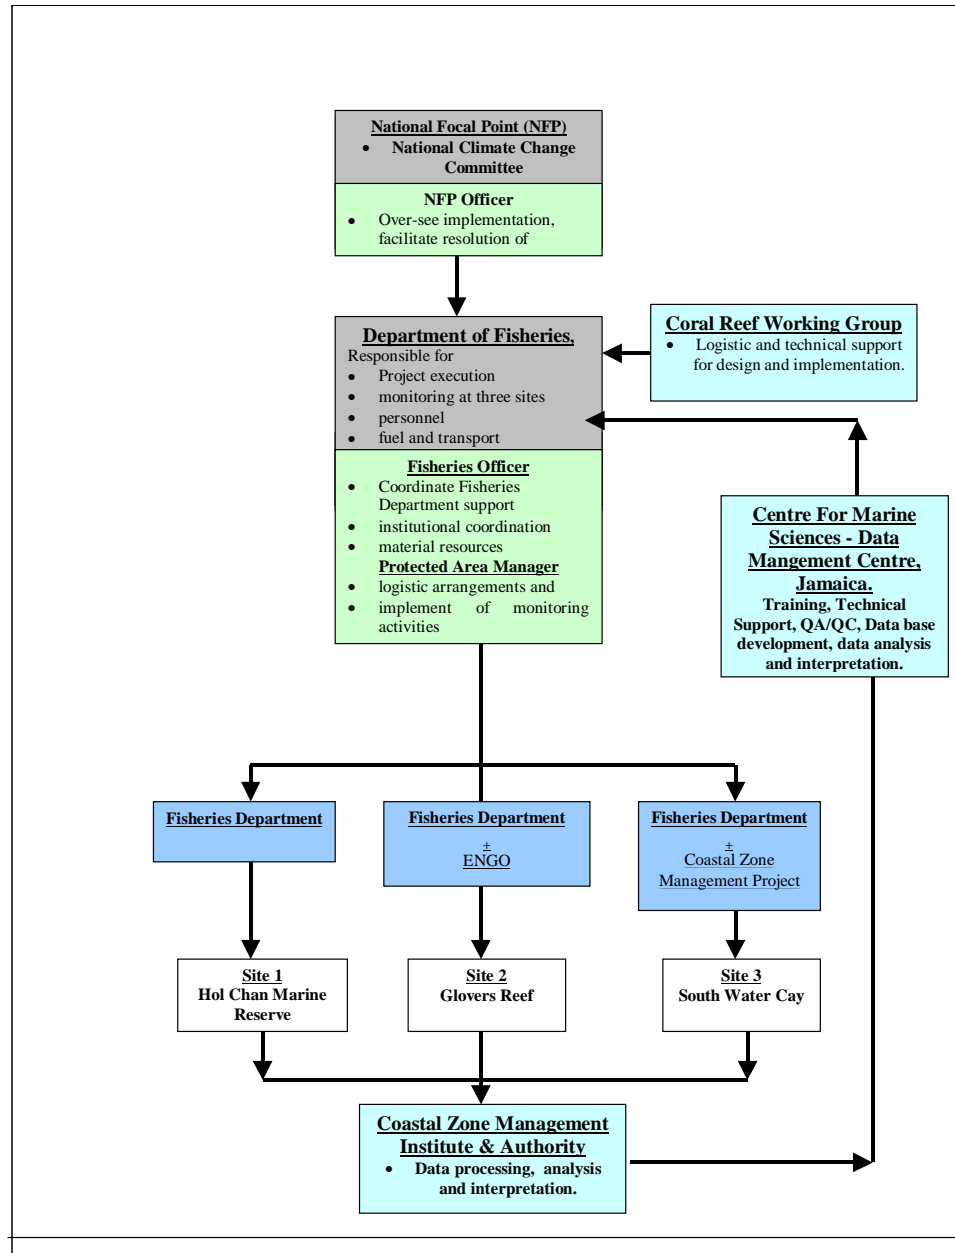 National Focal Point (NFP)
• National Climate Change
Committee
NFP Officer
• Over-see implementation,
facilitate resolution of
Department of Fisheries,
Responsible for
• Project execution
• monitoring at three sites
• personnel
• fuel and transport
Fisheries Officer
• Coordinate Fisheries
Department support
• institutional coordination
• material resources
Protected Area Manager
• logistic arrangements and
• implement of monitoring
activities
Coral Reef Working Group
• Logistic and technical support
for design and implementation.
Centre For Marine
Sciences - Data
Mangement Centre,
Jamaica.
Training, Technical
Support, QA/QC, Data base
development, data analysis
and interpretation.
Fisheries Department
Fisheries Department
+
ENGO
Fisheries Department
+
Coastal Zone
Management Project
Site 1
Hol Chan Marine
Reserve
Site 2
Glovers Reef
Site 3
South Water Cay
Coastal Zone Management
Institute & Authority
• Data processing, analysis
and interpretation.